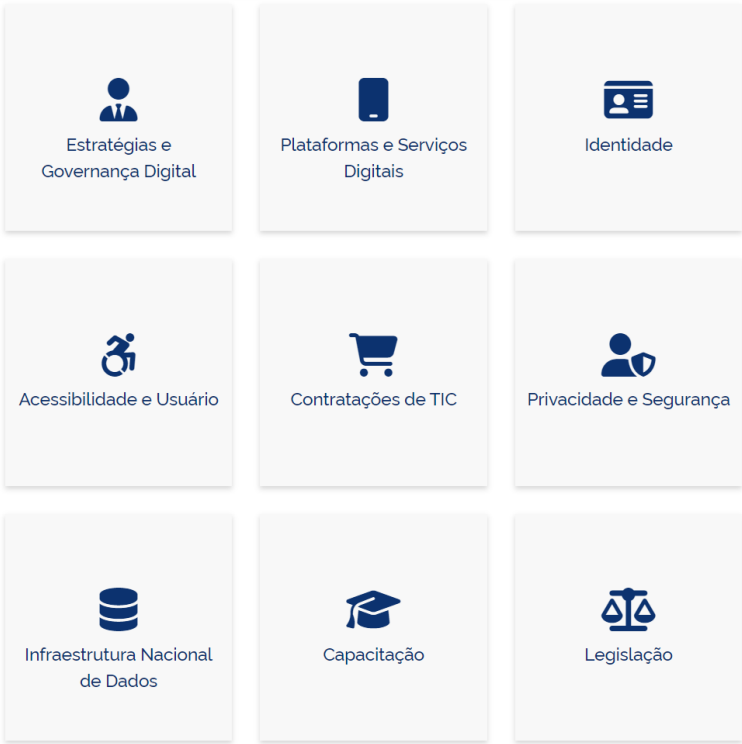 Estratégias e
Governança Digital
Plataformas e Serviços
Digitais
Identidade
Acessibilidade e Usuário
Contratações de TIC
Privacidade e Segurança
Infraestrutura Nacional
de Dados
Capacitação
Legislação